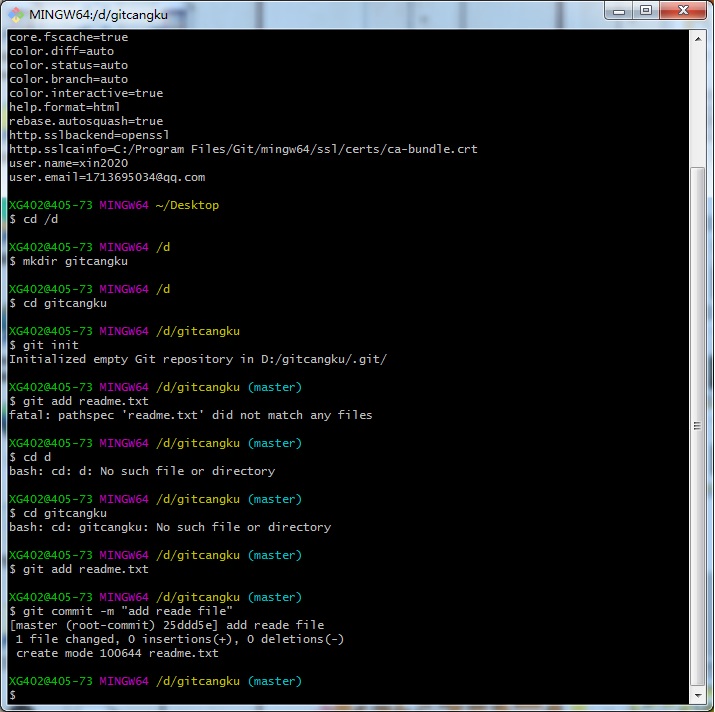 MINGW64:/d/gitcangku
core.fscache=true
color.diff=auto
color.status=auto
color.branch=auto
color.interactive=true
help.format=html
rebase.autosquash=true
http.sslbackend=openssl
http.sslcainfo=C:/Program Files/Git/mingw64/ssl/certs/ca-bundle.crt
user.name=xin2020
user.email=1713695034@qq.com
XG402@405-73 MINGW64 ~/Desktop
$ cd /d
XG402@405-73 MINGW64 /d
$ mkdir gitcangku
XG402@405-73 MINGW64 /d
$ cd gitcangku
XG402@405-73 MINGW64 /d/gitcangku
$ git init
Initialized empty Git repository in D:/gitcangku/.git/
XG402@405-73 MINGW64 /d/gitcangku (master)
$ git add readme.txt
fatal: pathspec 'readme.txt' did not match any files
XG402@405-73 MINGW64 /d/gitcangku (master)
$ cd d
bash: cd: d: No such file or directory
XG402@405-73 MINGW64 /d/gitcangku (master)
$ cd gitcangku
bash: cd: gitcangku: No such file or directory
XG402@405-73 MINGW64 /d/gitcangku (master)
$ git add readme.txt
XG402@405-73 MINGW64 /d/gitcangku (master)
$ git commit -m "add reade file"
[master (root-commit) 25ddd5e] add reade file
1 file changed, 0 insertions(+), 0 deletions(-)
create mode 100644 readme.txt
XG402@405-73 MINGW64 /d/gitcangku (master)
$